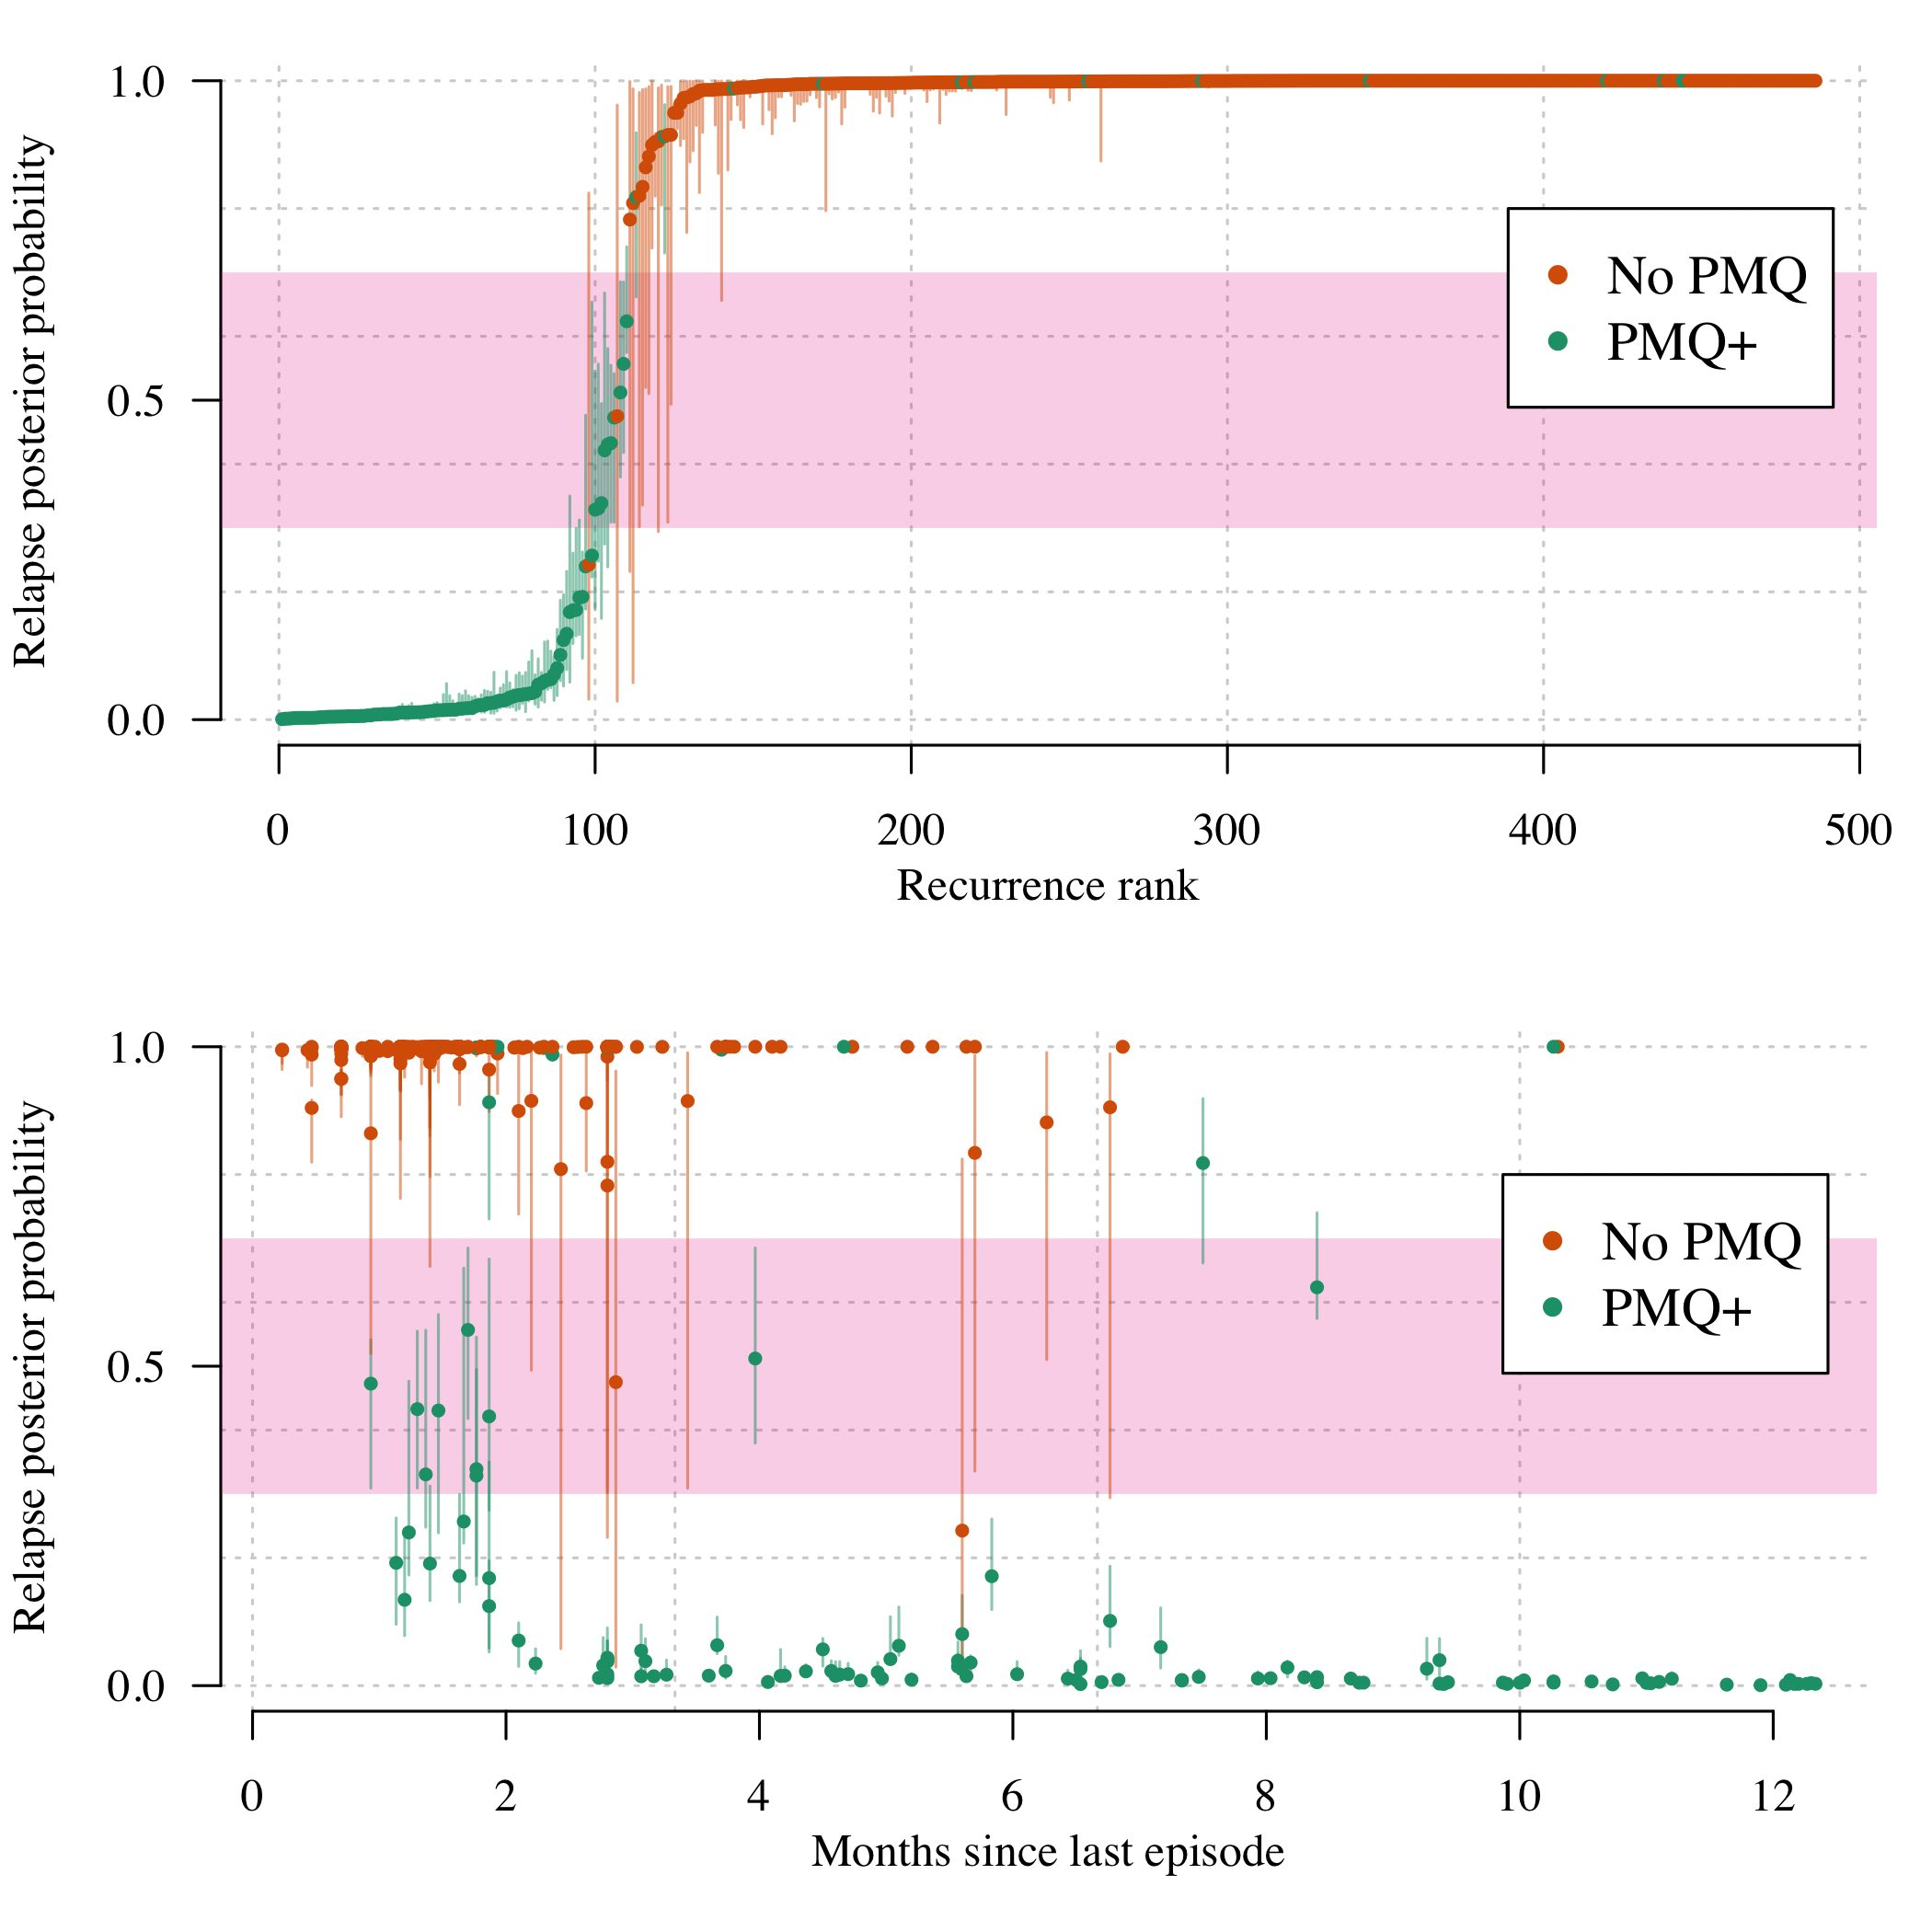 Relapse posterior probability
1.0
0.5
0.0
No PMQ
PMQ+
0 100 200 300 400 500
Recurrence rank
Relapse posterior probability
1.0
0.5
0.0
No PMQ
PMQ+
0 2 4 6 8 10 12
Months since last episode